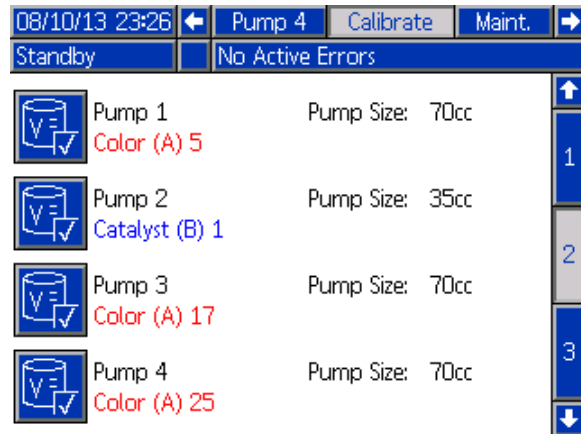 08/10/13 23:26 Pump 4 Calibrate Maint.
Standby No Active Errors
Pump 1 Pump Size: 70cc
Color (A) 5
1
Pump 2 Pump Size: 35cc
Catalyst (B) 1
2
Pump 3 Pump Size: 70cc
Color (A) 17
3
Pump 4 Pump Size: 70cc
Color (A) 25